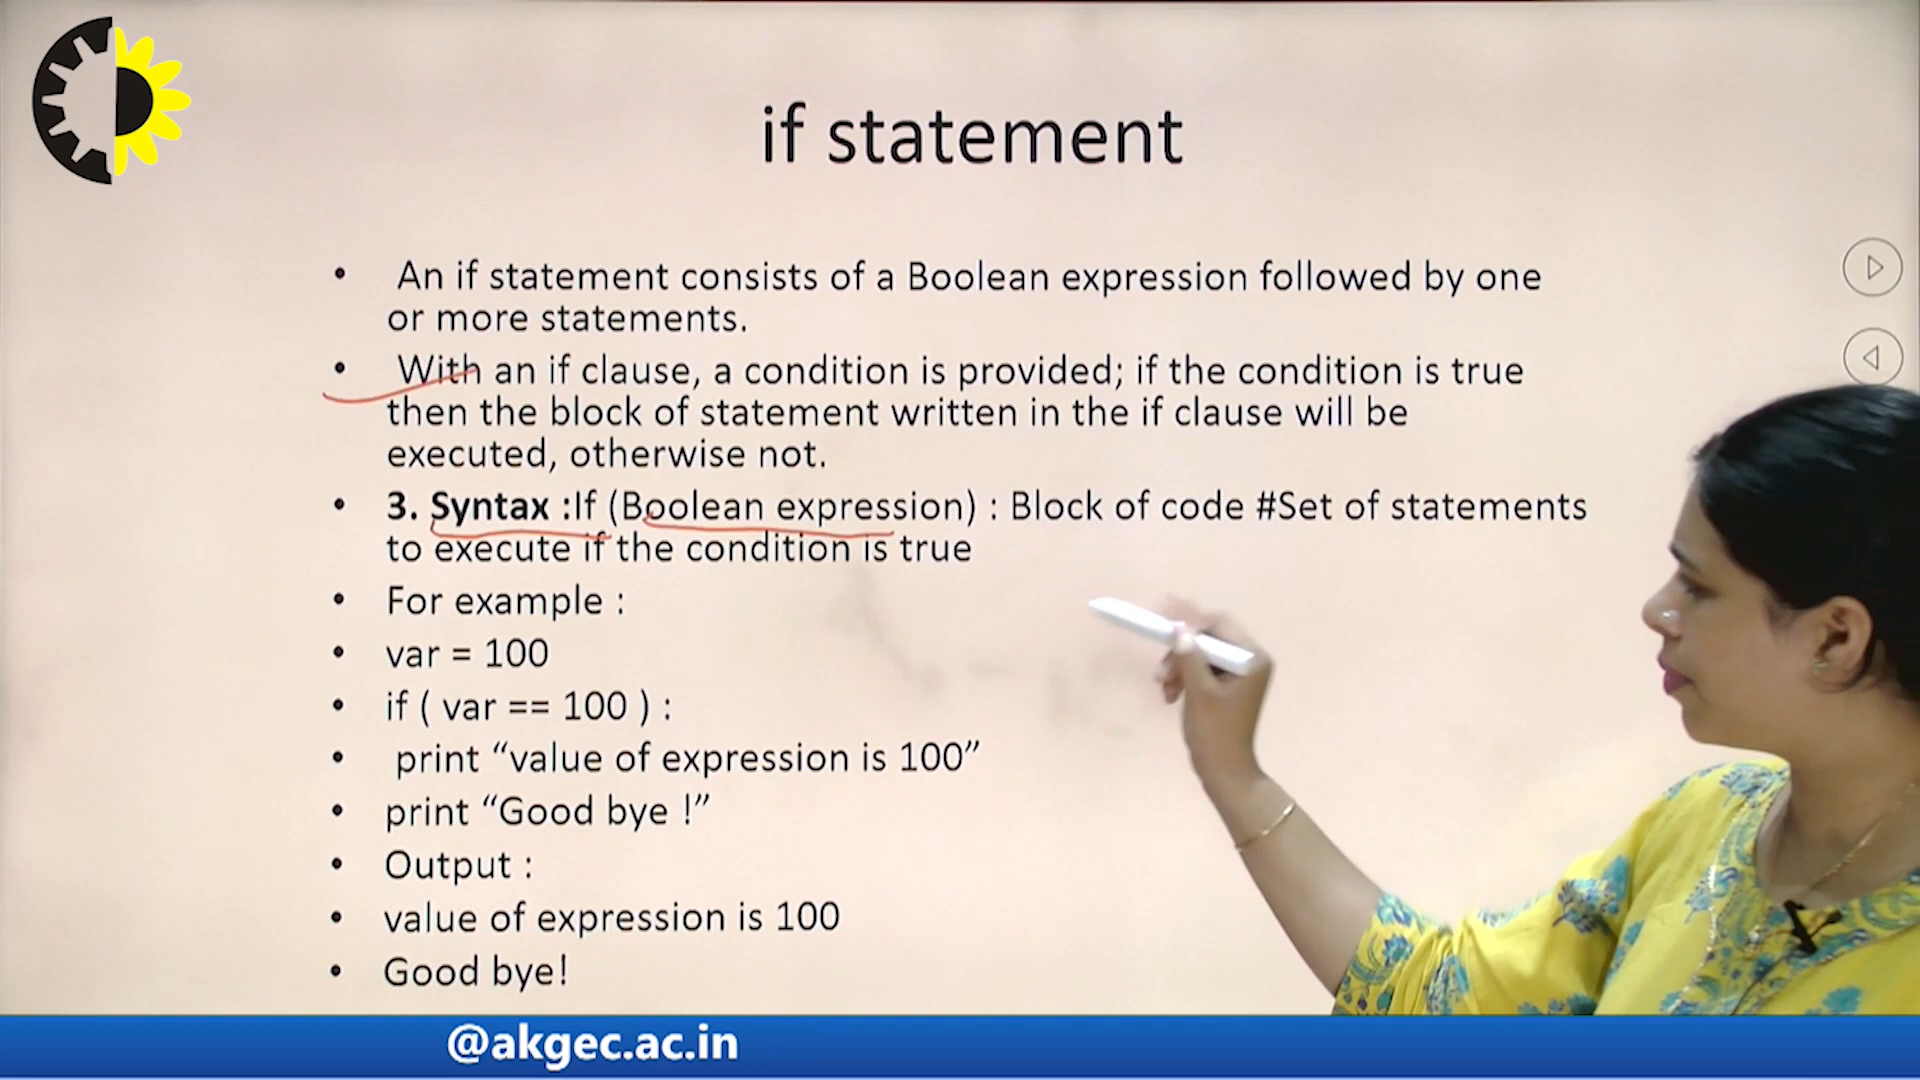 if statement
• An if statement consists of a Boolean expression followed by one
or more statements.
• With an if clause, a condition is provided; if the condition is true
then the block of statement written in the if clause will be
executed, otherwise not.
• 3. Syntax :If (Boolean expression) : Block of code #Set of statements
to execute if the condition is true
• For example :
• var = 100
• if ( var == 100 ) :
• print “value of expression is 100”
• print “Good bye !”
• Output :
• value of expression is 100
• Good bye!
@akgec.ac.in